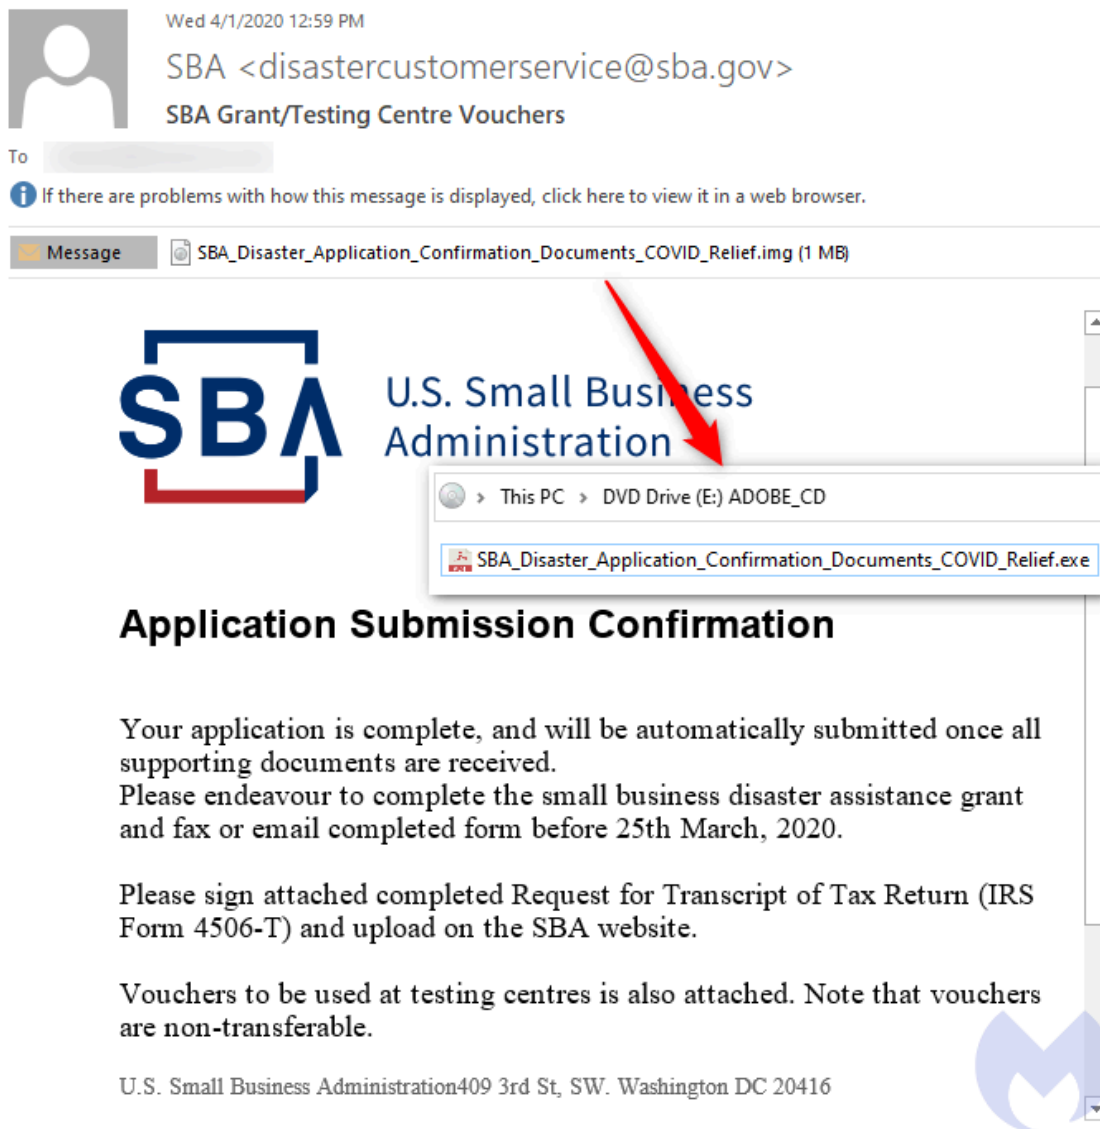 Wed 4/1/2020 12:59 PM
SBA <disastercustomerservice@sba.gov>
SBA Grant/Testing Centre Vouchers
To
If there are problems with how this message is displayed, click here to view it in a web browser.
Message SBA_Disaster_Application_Confirmation_Documents_COVID_Relief.img (1 MB)
SBA
U.S. Small Business
Administration
This PC > DVD Drive (E:) ADOBE_CD
SBA_Disaster_Application_Confirmation_Documents_COVID_Relief.exe
Application Submission Confirmation
Your application is complete, and will be automatically submitted once all
supporting documents are received.
Please endeavour to complete the small business disaster assistance grant
and fax or email completed form before 25th March, 2020.
Please sign attached completed Request for Transcript of Tax Return (IRS
Form 4506-T) and upload on the SBA website.
Vouchers to be used at testing centres is also attached. Note that vouchers
are non-transferable.
U.S. Small Business Administration409 3rd St, SW. Washington DC 20416